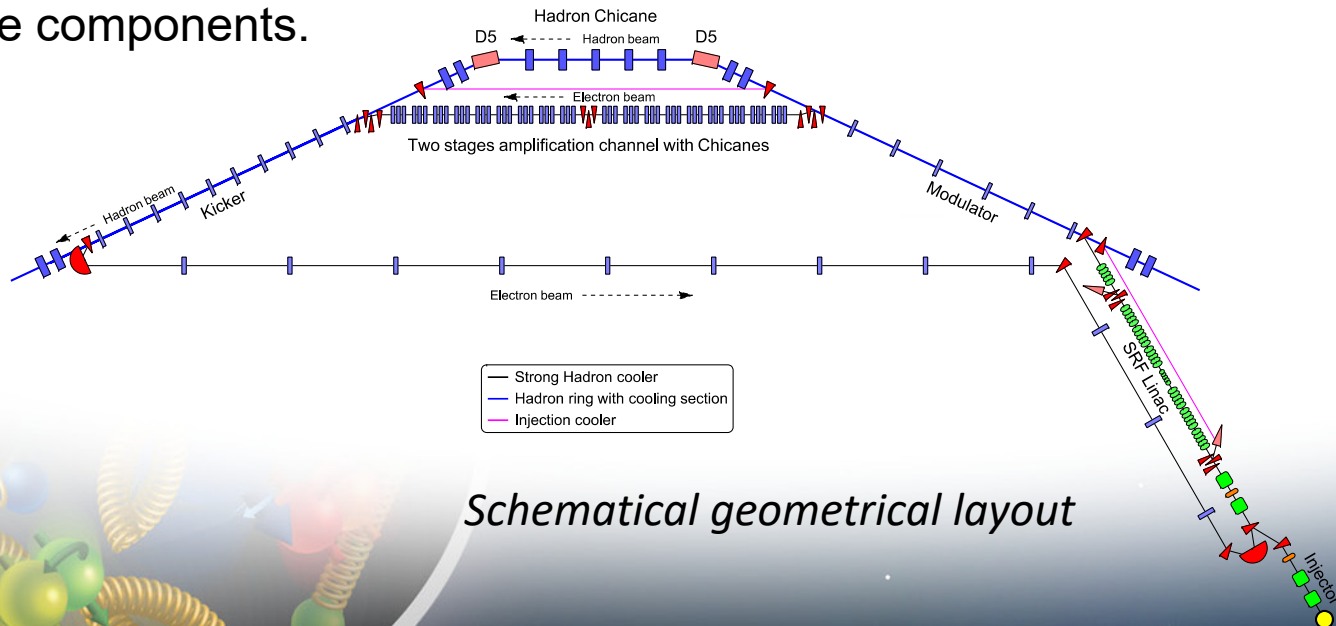 e components.
Hadron Chicane
D5
Hadron beam
D5
Electron beam
Two stages amplification channel with Chicanes
Hadron beam
Kicker
Modulator
Electron beam
SRF Linac
Strong Hadron cooler
Hadron ring with cooling section
Injection cooler
Schematical geometrical layout
Injector